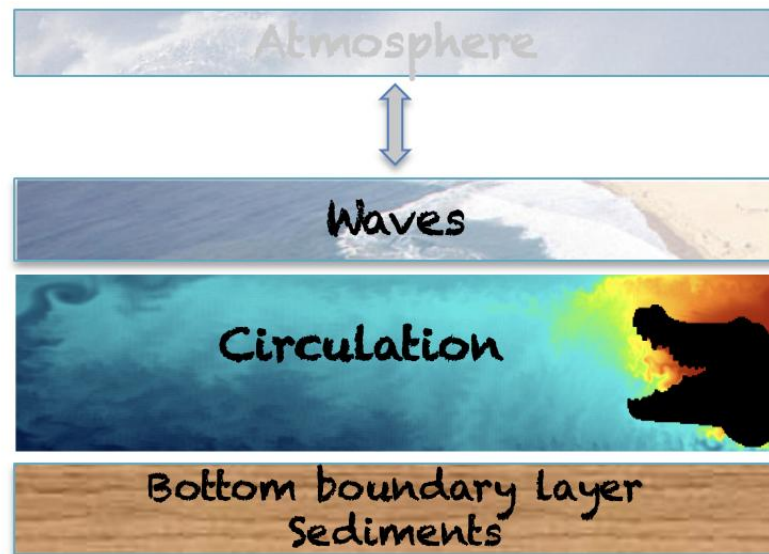 Atmosphere
Waves
Circulation
Bottom boundary layer
Sediments